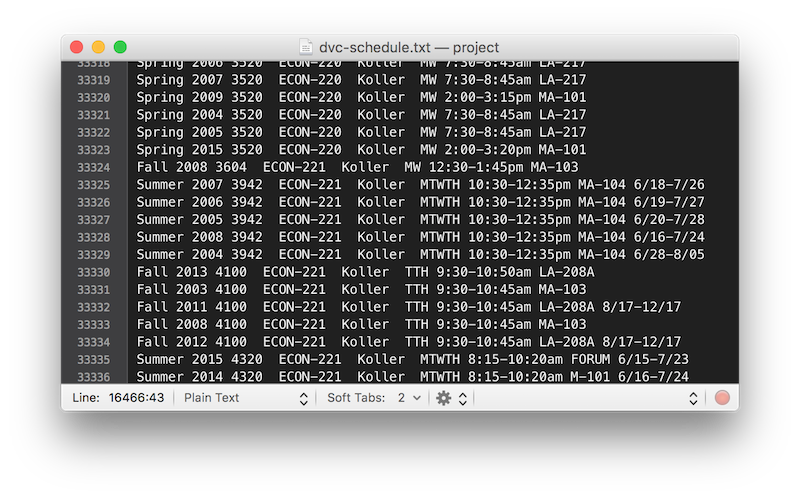 dvc-schedule.txt — project
33318 Spring 2006 3520  ECON-220  Koller  MW 7:30-8:45am LA-217
33319 Spring 2007 3520  ECON-220  Koller  MW 7:30-8:45am LA-217
33320 Spring 2009 3520  ECON-220  Koller  MW 2:00-3:15pm MA-101
33321 Spring 2004 3520  ECON-220  Koller  MW 7:30-8:45am LA-217
33322 Spring 2005 3520  ECON-220  Koller  MW 7:30-8:45am LA-217
33323 Spring 2015 3520  ECON-220  Koller  MW 2:00-3:20pm MA-101
33324 Fall 2008 3604  ECON-221  Koller  MW 12:30-1:45pm MA-103
33325 Summer 2007 3942  ECON-221  Koller  MTWTH 10:30-12:35pm MA-104 6/18-7/26
33326 Summer 2006 3942  ECON-221  Koller  MTWTH 10:30-12:35pm MA-104 6/19-7/27
33327 Summer 2005 3942  ECON-221  Koller  MTWTH 10:30-12:35pm MA-104 6/20-7/28
33328 Summer 2008 3942  ECON-221  Koller  MTWTH 10:30-12:35pm MA-104 6/16-7/24
33329 Summer 2004 3942  ECON-221  Koller  MTWTH 10:30-12:35pm MA-104 6/28-8/05
33330 Fall 2013 4100  ECON-221  Koller  TTH 9:30-10:50am LA-208A
33331 Fall 2003 4100  ECON-221  Koller  TTH 9:30-10:45am MA-103
33332 Fall 2011 4100  ECON-221  Koller  TTH 9:30-10:45am LA-208A 8/17-12/17
33333 Fall 2008 4100  ECON-221  Koller  TTH 9:30-10:45am MA-103
33334 Fall 2012 4100  ECON-221  Koller  TTH 9:30-10:45am LA-208A 8/17-12/17
33335 Summer 2015 4320  ECON-221  Koller  MTWTH 8:15-10:20am FORUM 6/15-7/23
33336 Summer 2014 4320  ECON-221  Koller  MTWTH 8:15-10:20am M-101 6/16-7/24
Line: 16466:43 Plain Text Soft Tabs: 2